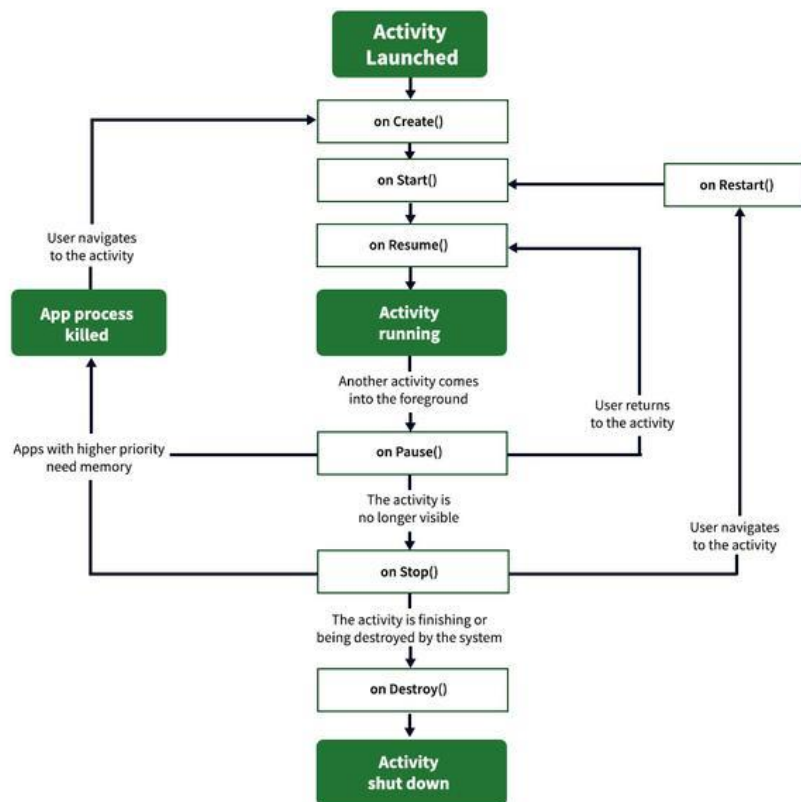 Activity
Launched
on Create()
on Start()
on Restart()
on Resume()
User navigates
to the activity
App process
killed
Activity
running
Another activity comes
into the foreground
User returns
to the activity
Apps with higher priority
need memory
on Pause()
The activity is
no longer visible
User navigates
to the activity
on Stop()
The activity is finishing or
being destroyed by the system
on Destroy()
Activity
shut down